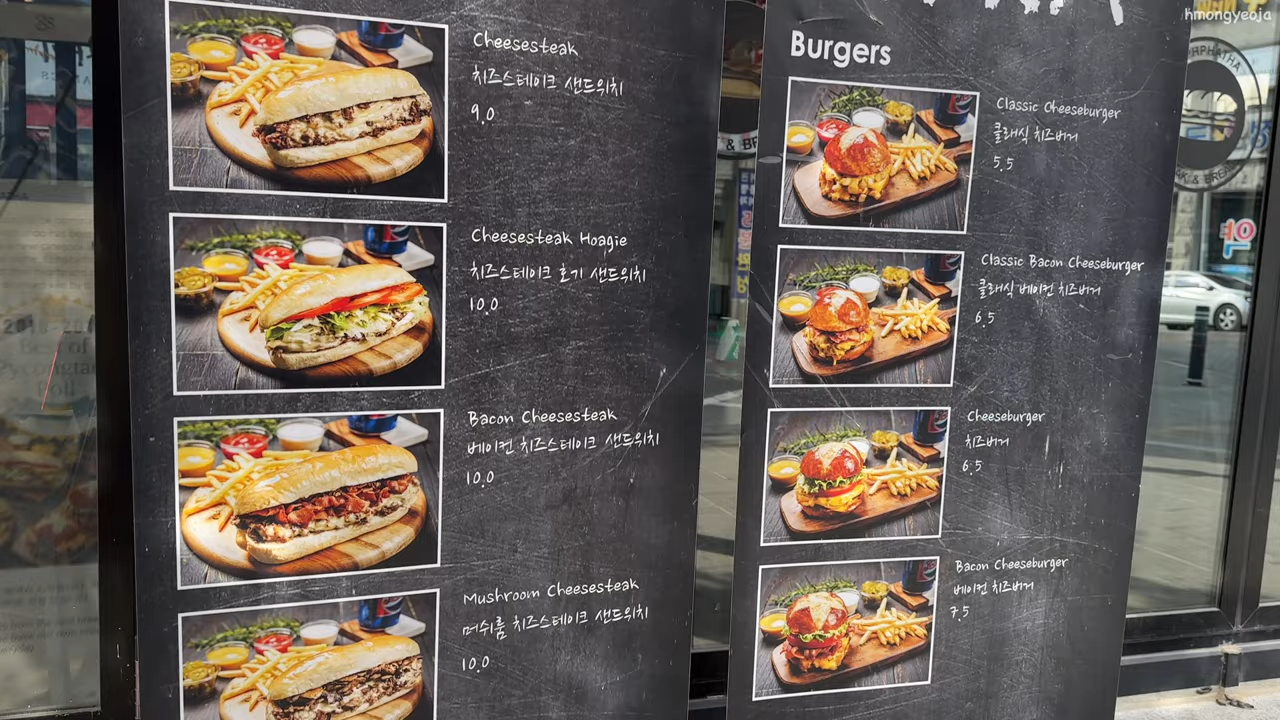 Cheesesteak
치즈스테이크 샌드위치
9.0
Cheesesteak Hoagie
치즈스테이크 호기 샌드위치
10.0
Bacon Cheesesteak
베이컨 치즈스테이크 샌드위치
10.0
Mushroom Cheesesteak
머쉬룸 치즈스테이크 샌드위치
10.0
Burgers
Classic Cheeseburger
클래식 치즈버거
5.5
Classic Bacon Cheeseburger
클래식 베이컨 치즈버거
6.5
Cheeseburger
치즈버거
6.5
Bacon Cheeseburger
베이컨 치즈버거
7.5
hmongyeoja